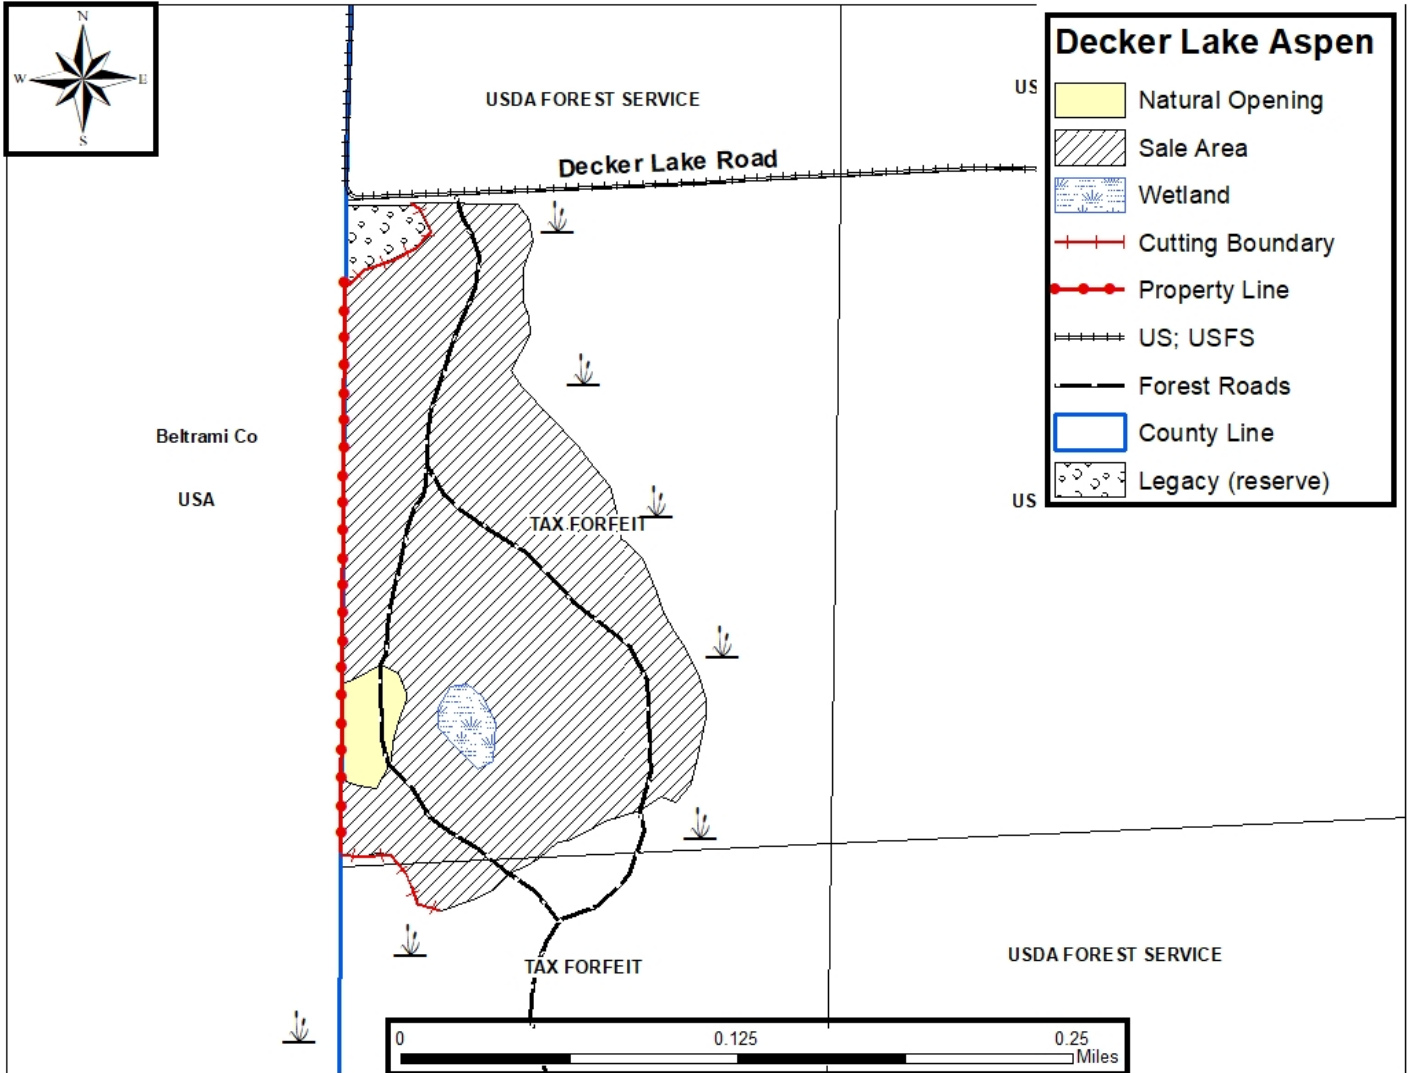 N
W E
S
USDA FOREST SERVICE
US
Decker Lake Road
Decker Lake Aspen
Natural Opening
Sale Area
Wetland
Cutting Boundary
Property Line
US; USFS
Forest Roads
County Line
Legacy (reserve)
Beltrami Co
USA
US
TAX FORFEIT
TAX FORFEIT
USDA FOREST SERVICE
0 0.125 0.25
Miles